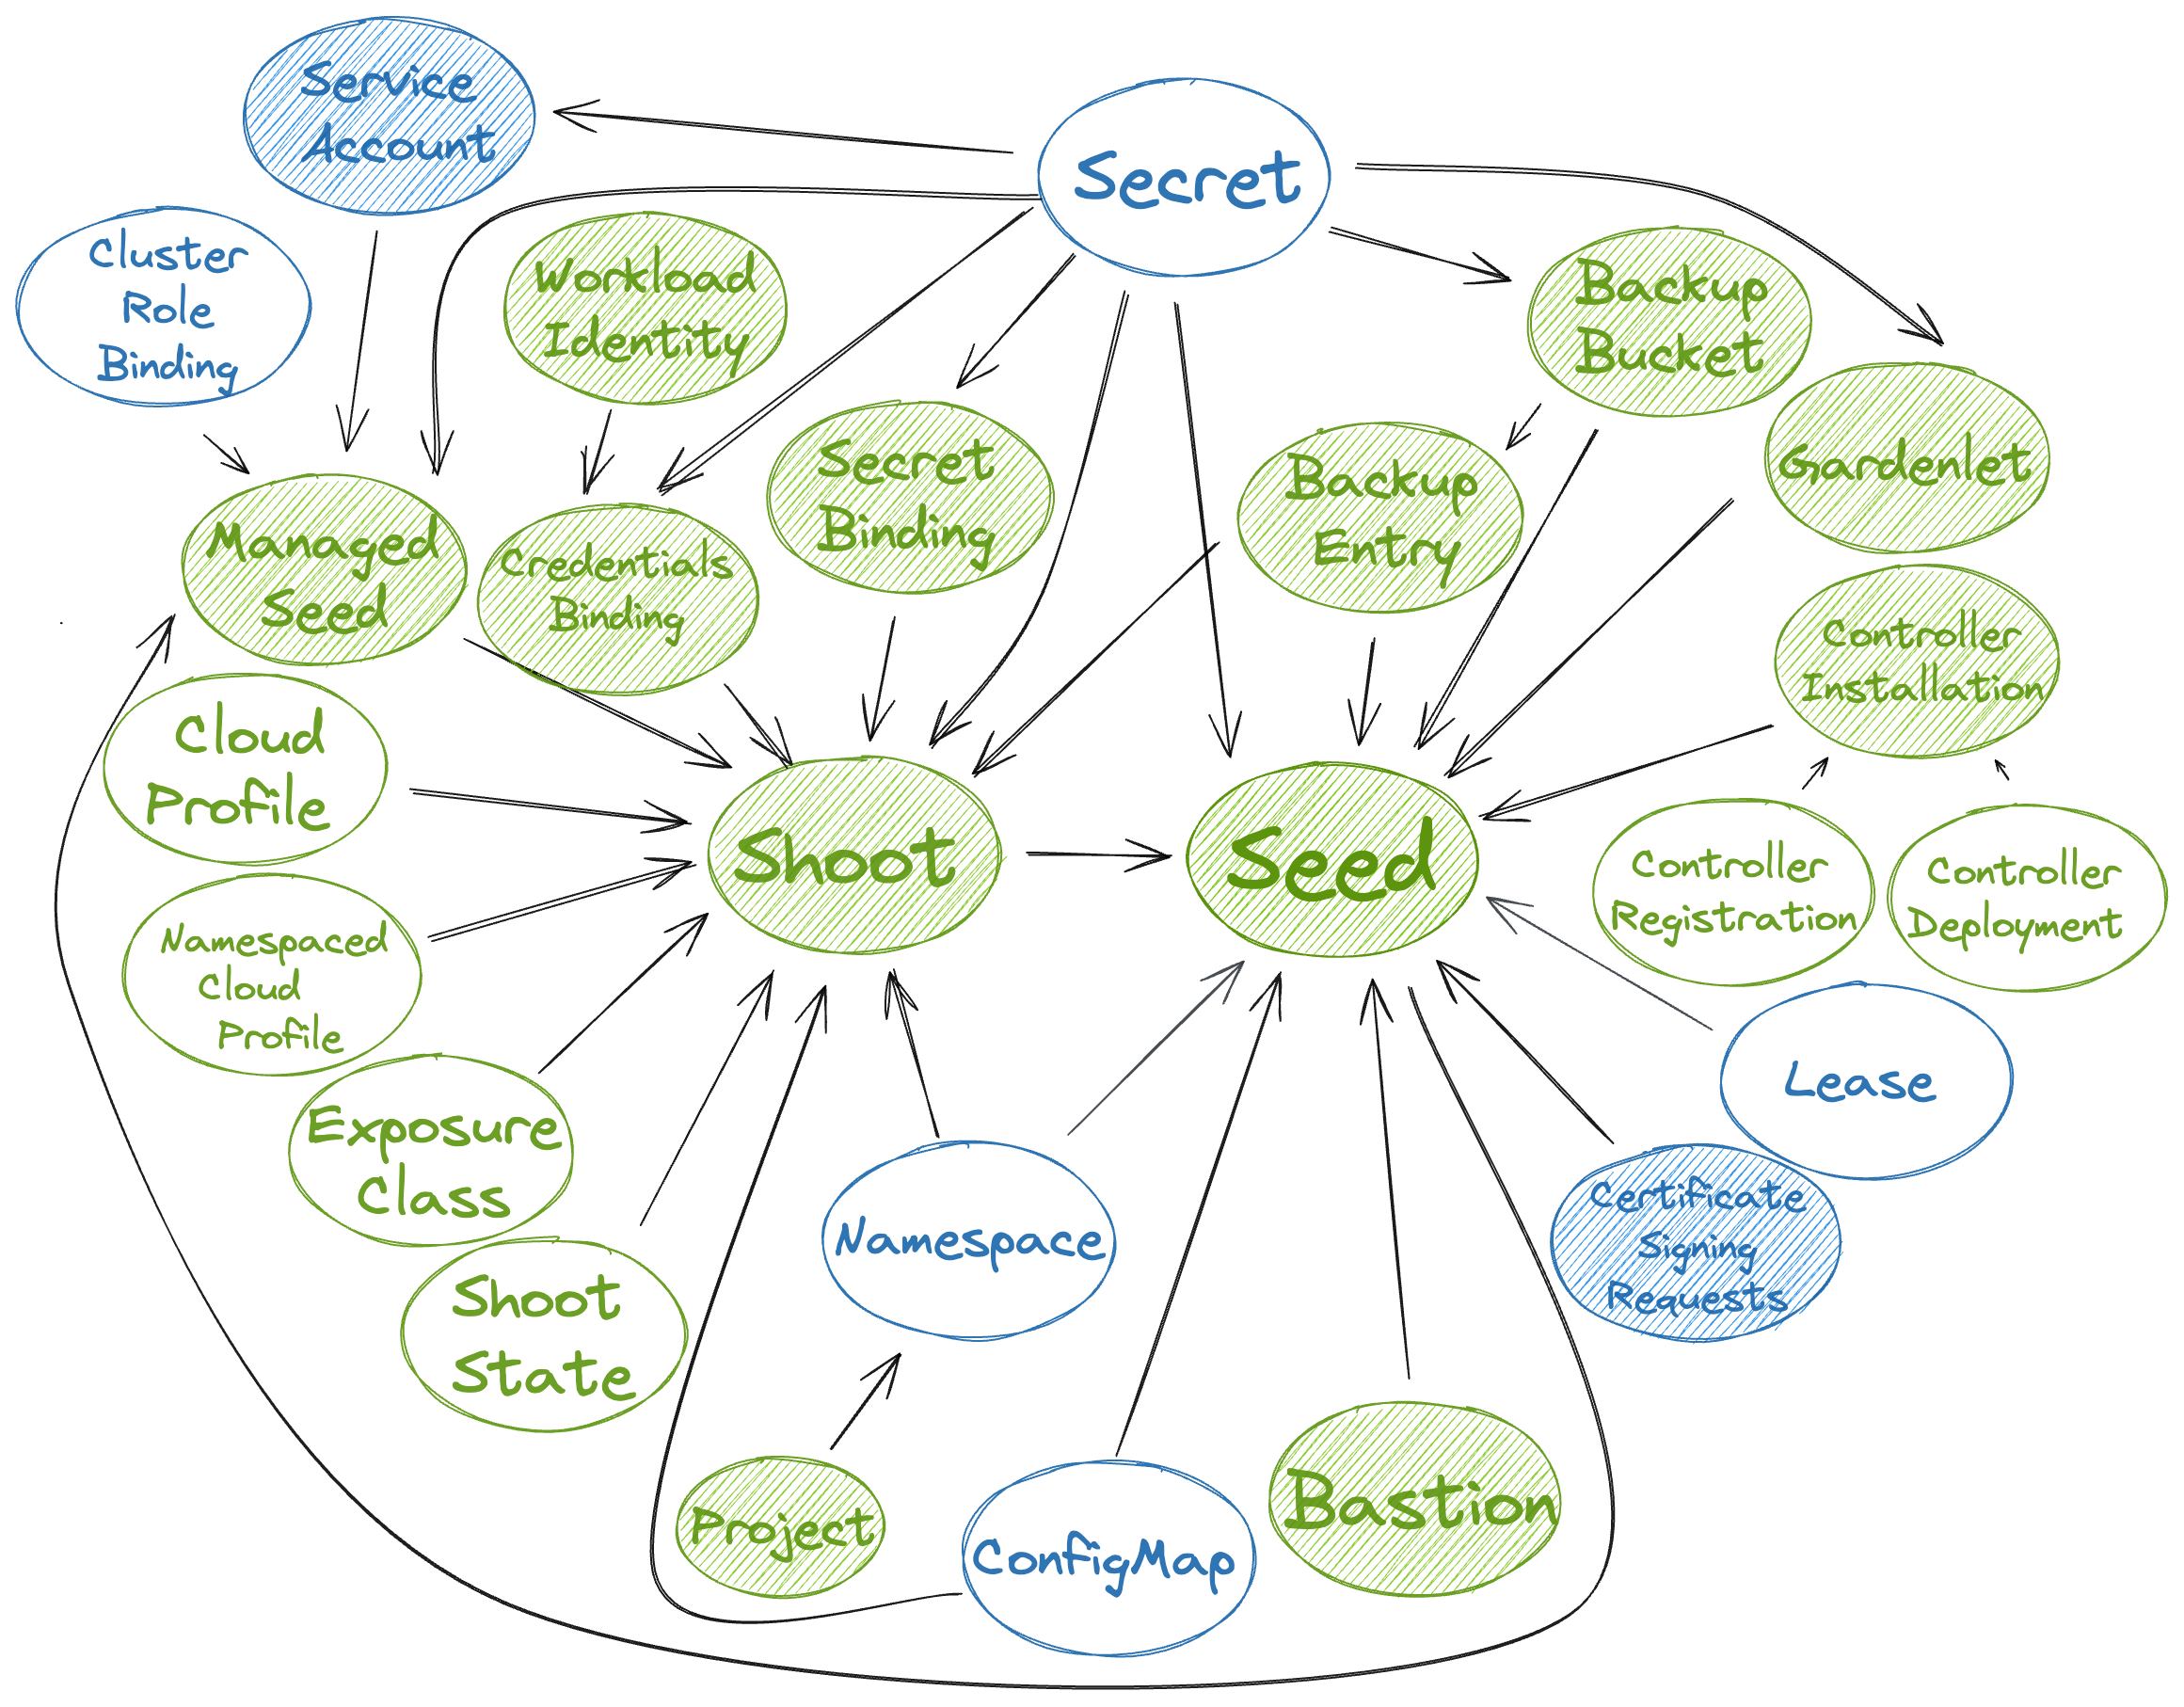 Service
Account
Secret
Cluster
Role
Binding
Workload
Identity
Backup
Bucket
Secret
Binding
Backup
Entry
Gardenlet
Managed
Seed
Credentials
Binding
Controller
Installation
Cloud
Profile
Shoot
Seed
Controller
Registration
Controller
Deployment
Namespaced
Cloud
Profile
Lease
Exposure
Class
Namespace
Certificate
Signing
Requests
Shoot
State
Project
ConfigMap
Bastion